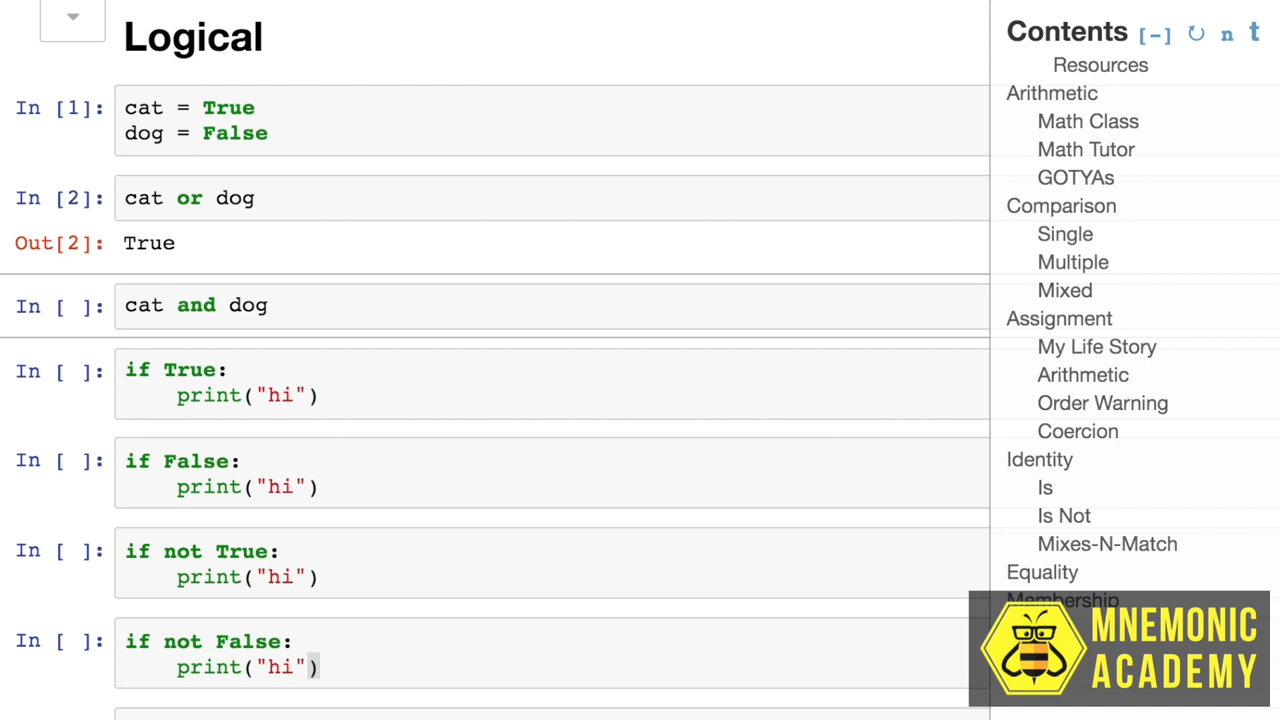 Logical
In [1]: cat = True
dog = False
In [2]: cat or dog
Out[2]: True
In [ ]: cat and dog
In [ ]: if True:
    print("hi")
In [ ]: if False:
    print("hi")
In [ ]: if not True:
    print("hi")
In [ ]: if not False:
    print("hi")
Contents [-] n t
Resources
Arithmetic
Math Class
Math Tutor
GOTYAs
Comparison
Single
Multiple
Mixed
Assignment
My Life Story
Arithmetic
Order Warning
Coercion
Identity
Is
Is Not
Mixes-N-Match
Equality
Membership
MNEMONIC
ACADEMY